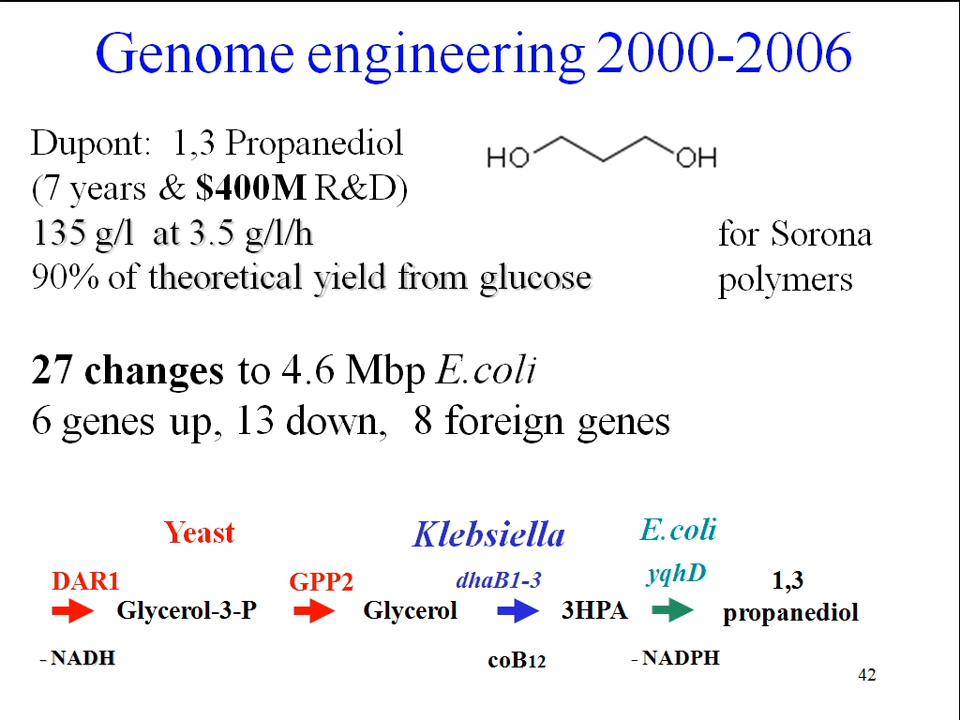 Genome engineering 2000-2006
Dupont:  1,3 Propanediol
HO OH
(7 years & $400M R&D)
135 g/l  at 3.5 g/l/h
for Sorona
90% of theoretical yield from glucose
polymers
27 changes to 4.6 Mbp E.coli
6 genes up, 13 down,  8 foreign genes
Yeast Klebsiella E.coli
DAR1 GPP2 dhaB1-3 yqhD
Glycerol-3-P Glycerol 3HPA 1,3
propanediol
- NADH coB12 - NADPH
42